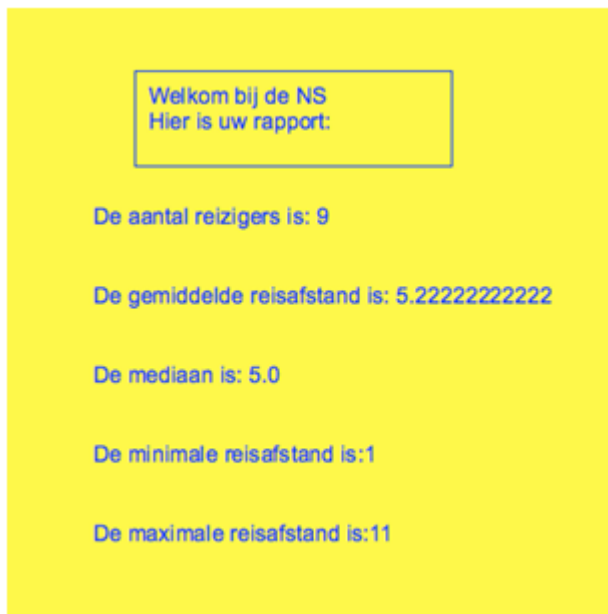 Welkom bij de NS
Hier is uw rapport:
De aantal reizigers is: 9
De gemiddelde reisafstand is: 5.22222222222
De mediaan is: 5.0
De minimale reisafstand is:1
De maximale reisafstand is:11